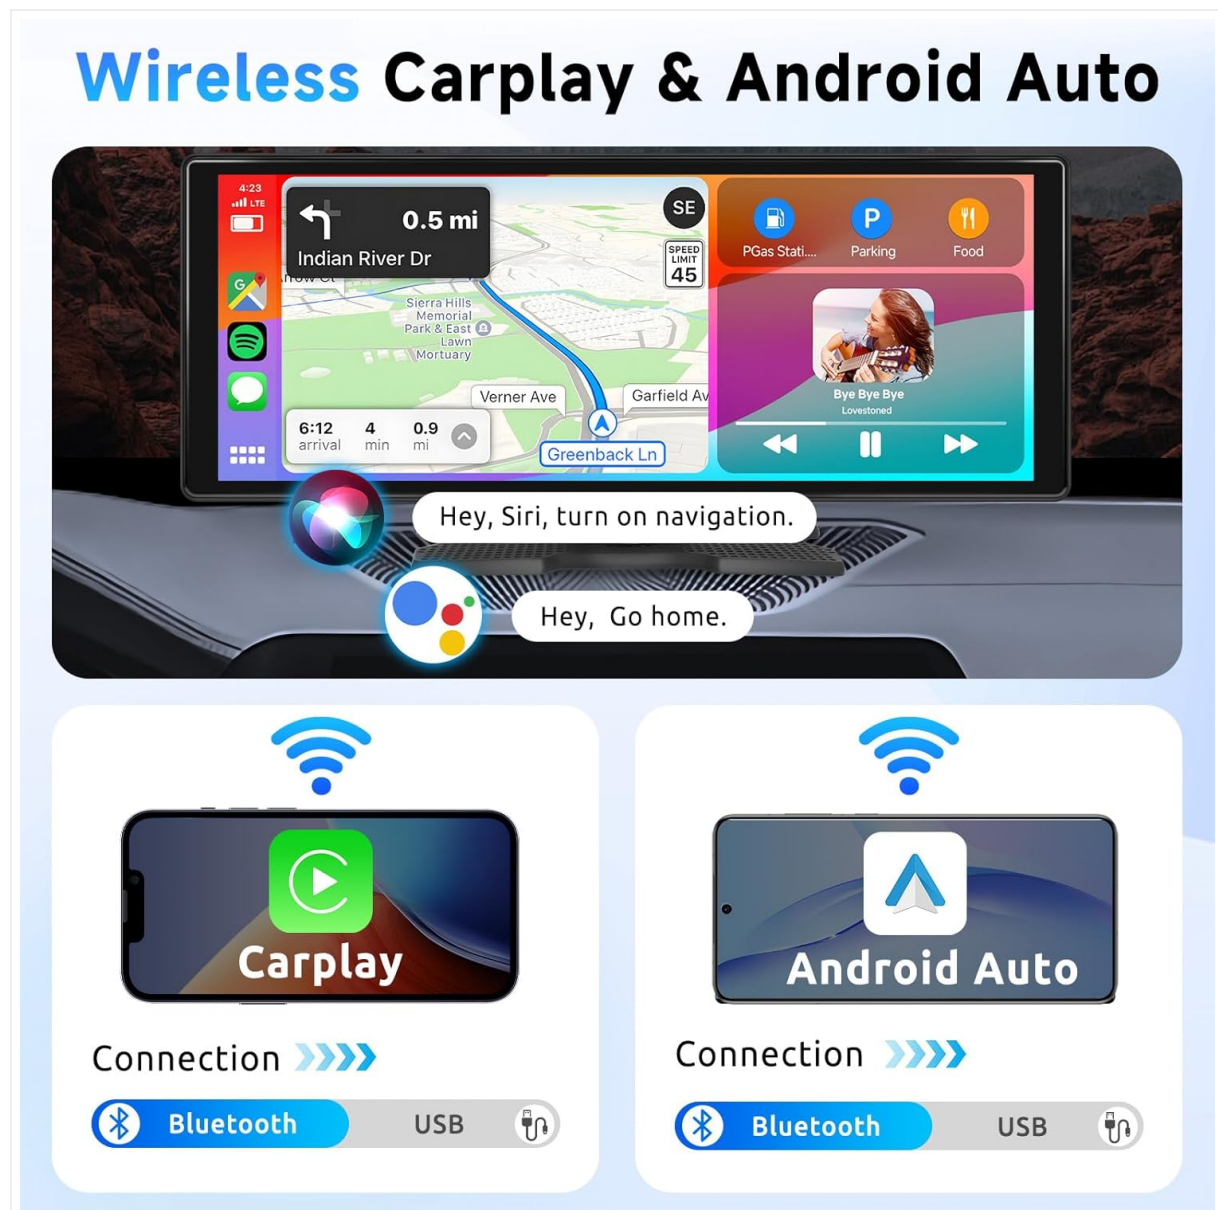 Wireless Carplay & Android Auto
4:23
LTE
0.5 mi
Indian River Dr
SE
SPEED
LIMIT
45
Sierra Hills
Memorial
Park & East
Lawn
Mortuary
Verner Ave
Garfield Av
6:12
arrival
4
min
0.9
mi
Greenback Ln
PGas Stati....
P
Parking
Food
Bye Bye Bye
Lovestoned
Hey, Siri, turn on navigation.
Hey, Go home.
Carplay
Connection
Bluetooth
USB
Android Auto
Connection
Bluetooth
USB